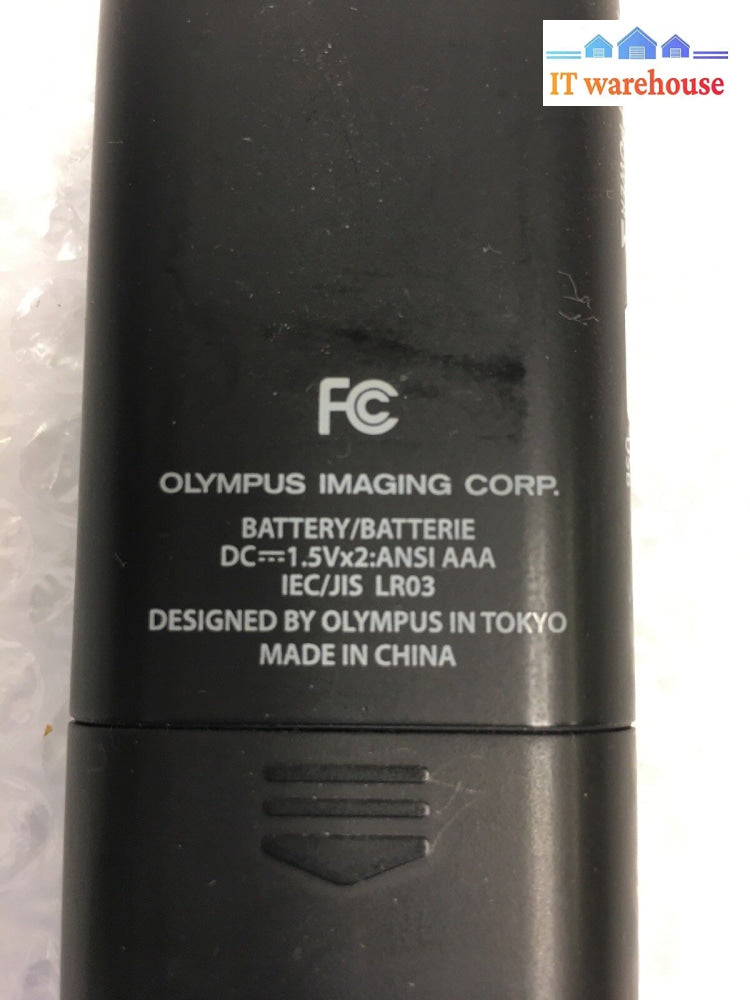 IT warehouse
FC
OLYMPUS IMAGING CORP.
BATTERY/BATTERIE
DC⎓1.5Vx2:ANSI AAA
IEC/JIS LR03
DESIGNED BY OLYMPUS IN TOKYO
MADE IN CHINA